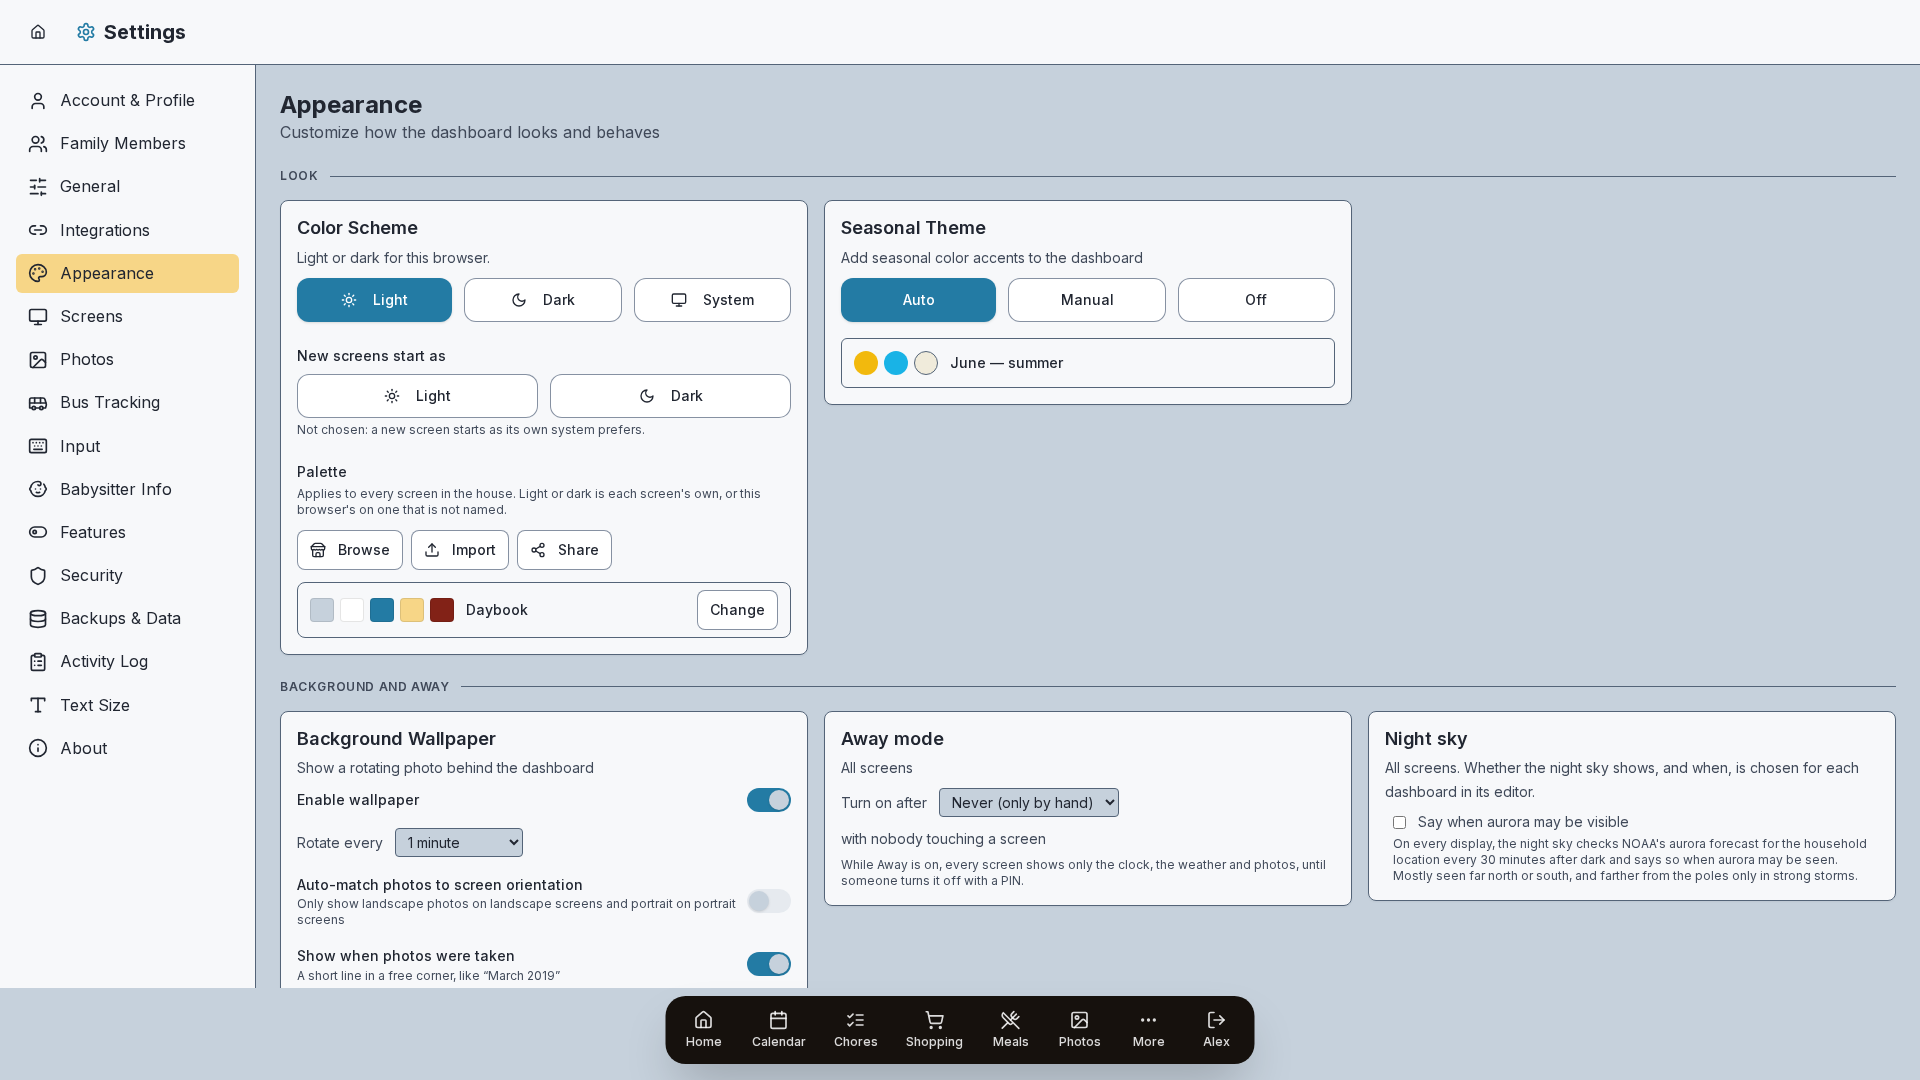 Settings
Account & Profile
Family Members
General
Integrations
Appearance
Screens
Photos
Bus Tracking
Input
Babysitter Info
Features
Security
Backups & Data
Activity Log
Text Size
About
Appearance
Customize how the dashboard looks and behaves
LOOK
Color Scheme
Light or dark for this browser.
Light
Dark
System
New screens start as
Light
Dark
Not chosen: a new screen starts as its own system prefers.
Palette
Applies to every screen in the house. Light or dark is each screen's own, or this
browser's on one that is not named.
Browse
Import
Share
Daybook
Change
Seasonal Theme
Add seasonal color accents to the dashboard
Auto
Manual
Off
June — summer
BACKGROUND AND AWAY
Background Wallpaper
Show a rotating photo behind the dashboard
Enable wallpaper
Rotate every
1 minute
Auto-match photos to screen orientation
Only show landscape photos on landscape screens and portrait on portrait
screens
Show when photos were taken
A short line in a free corner, like “March 2019”
Away mode
All screens
Turn on after
Never (only by hand)
with nobody touching a screen
While Away is on, every screen shows only the clock, the weather and photos, until
someone turns it off with a PIN.
Night sky
All screens. Whether the night sky shows, and when, is chosen for each
dashboard in its editor.
Say when aurora may be visible
On every display, the night sky checks NOAA's aurora forecast for the household
location every 30 minutes after dark and says so when aurora may be seen.
Mostly seen far north or south, and farther from the poles only in strong storms.
Home
Calendar
Chores
Shopping
Meals
Photos
More
Alex